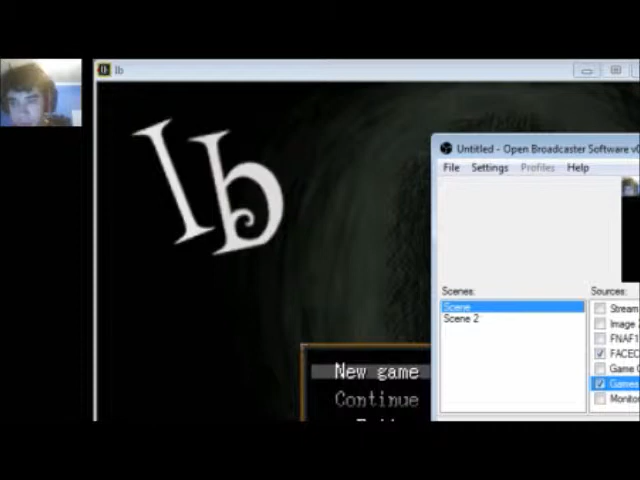 Ib
Ib
Untitled - Open Broadcaster Software v0
File Settings Profiles Help
Scenes:
Sources:
Scene
Scene 2
Stream
Image
FNAF1
FACEC
Game C
Games
Monito
New game
Continue